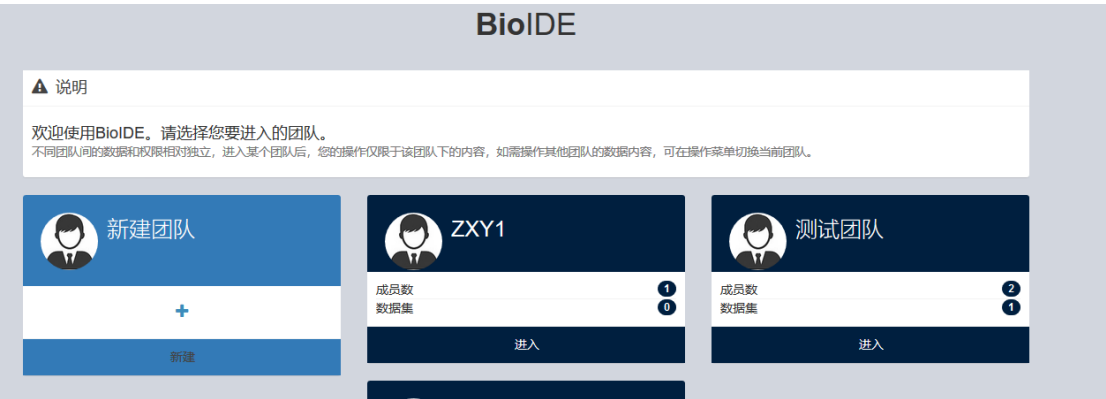 BioIDE
说明
欢迎使用BioIDE。请选择您要进入的团队。
不同团队间的数据和权限相对独立，进入某个团队后，您的操作仅限于该团队下的内容，如需操作其他团队的数据内容，可在操作菜单切换当前团队。
新建团队
+
新建
ZXY1
成员数 1
数据集 0
进入
测试团队
成员数 2
数据集 1
进入